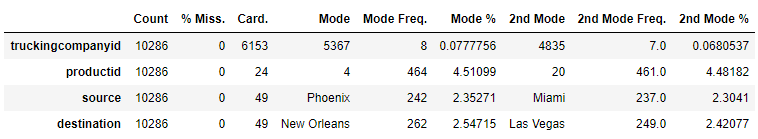 Count % Miss. Card. Mode Mode Freq. Mode % 2nd Mode 2nd Mode Freq. 2nd Mode %
truckingcompanyid 10286 0 6153 5367 8 0.0777756 4835 7.0 0.0680537
productid 10286 0 24 4 464 4.51099 20 461.0 4.48182
source 10286 0 49 Phoenix 242 2.35271 Miami 237.0 2.3041
destination 10286 0 49 New Orleans 262 2.54715 Las Vegas 249.0 2.42077